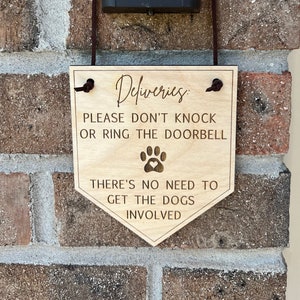 Deliveries:
PLEASE DON'T KNOCK
OR RING THE DOORBELL
THERE'S NO NEED TO
GET THE DOGS
INVOLVED